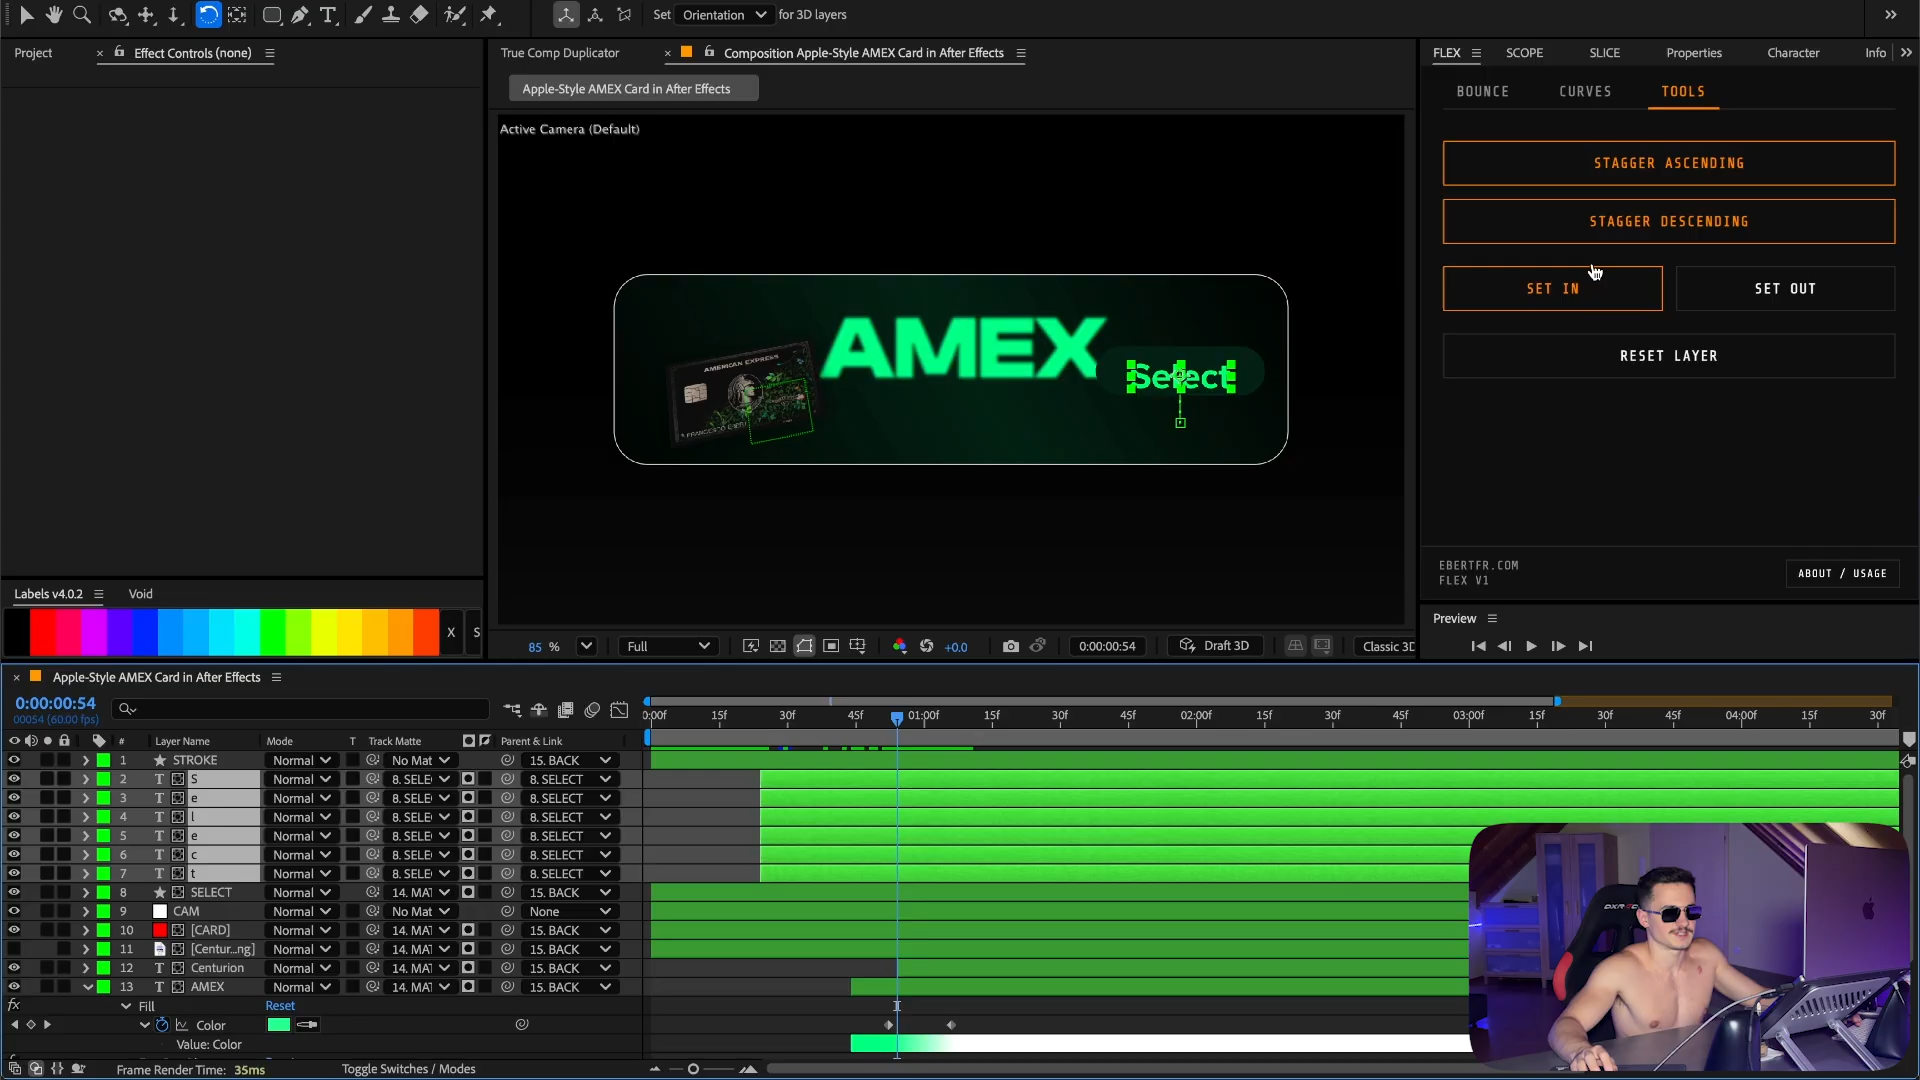 Set Orientation for 3D layers
Project
Effect Controls (none)
True Comp Duplicator
Composition Apple-Style AMEX Card in After Effects
Apple-Style AMEX Card in After Effects
Active Camera (Default)
AMERICAN EXPRESS
AMEX
Select
FLEX
SCOPE
SLICE
Properties
Character
Info
BOUNCE
CURVES
TOOLS
STAGGER ASCENDING
STAGGER DESCENDING
SET IN
SET OUT
RESET LAYER
EBERTFR.COM
FLEX V1
ABOUT / USAGE
Labels v4.0.2
Void
X
S
85 %
Full
+0.0
0:00:00:54
Draft 3D
Classic 3D
Preview
Apple-Style AMEX Card in After Effects
0:00:00:54
00054 (60.00 fps)
0:00f 15f 30f 45f 01:00f 15f 30f 45f 02:00f 15f 30f 45f 03:00f 15f 30f 45f 04:00f 15f 30f
# Layer Name Mode T Track Matte Parent & Link
1 STROKE Normal No Mat 15. BACK
2 T S Normal 8. SELE 8. SELECT
3 T e Normal 8. SELE 8. SELECT
4 T l Normal 8. SELE 8. SELECT
5 T e Normal 8. SELE 8. SELECT
6 T c Normal 8. SELE 8. SELECT
7 T t Normal 8. SELE 8. SELECT
8 SELECT Normal 14. MAT 15. BACK
9 CAM Normal No Mat None
10 [CARD] Normal 14. MAT 15. BACK
11 [Centur...ng] Normal 14. MAT 15. BACK
12 T Centurion Normal 14. MAT 15. BACK
13 T AMEX Normal 14. MAT 15. BACK
fx Fill Reset
Color
Value: Color
Frame Render Time: 35ms
Toggle Switches / Modes